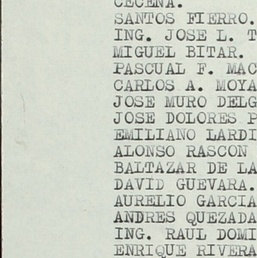 CECENA.
SANTOS FIERRO.
ING. JOSE L. T
MIGUEL BITAR.
PASCUAL F. MAC
CARLOS A. MOYA
JOSE MURO DELG
JOSE DOLORES P
EMILIANO LARDI
ALONSO RASCON
BALTAZAR DE LA
DAVID GUEVARA.
AURELIO GARCIA
ANDRES QUEZADA
ING. RAUL DOMI
ENRIQUE RIVERA